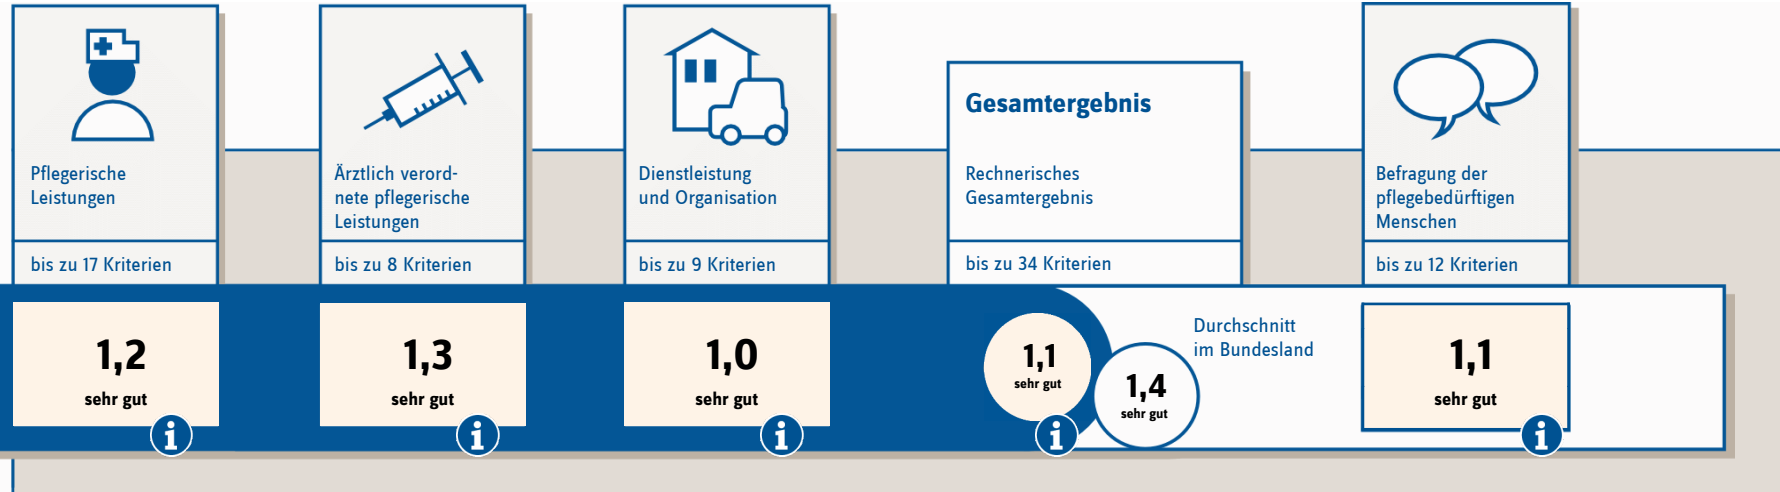 Pflegerische
Leistungen
bis zu 17 Kriterien
1,2
sehr gut
i
Ärztlich verord-
nete pflegerische
Leistungen
bis zu 8 Kriterien
1,3
sehr gut
i
Dienstleistung
und Organisation
bis zu 9 Kriterien
1,0
sehr gut
i
Gesamtergebnis
Rechnerisches
Gesamtergebnis
bis zu 34 Kriterien
1,1
sehr gut
i
1,4
sehr gut
Durchschnitt
im Bundesland
Befragung der
pflegebedürftigen
Menschen
bis zu 12 Kriterien
1,1
sehr gut
i